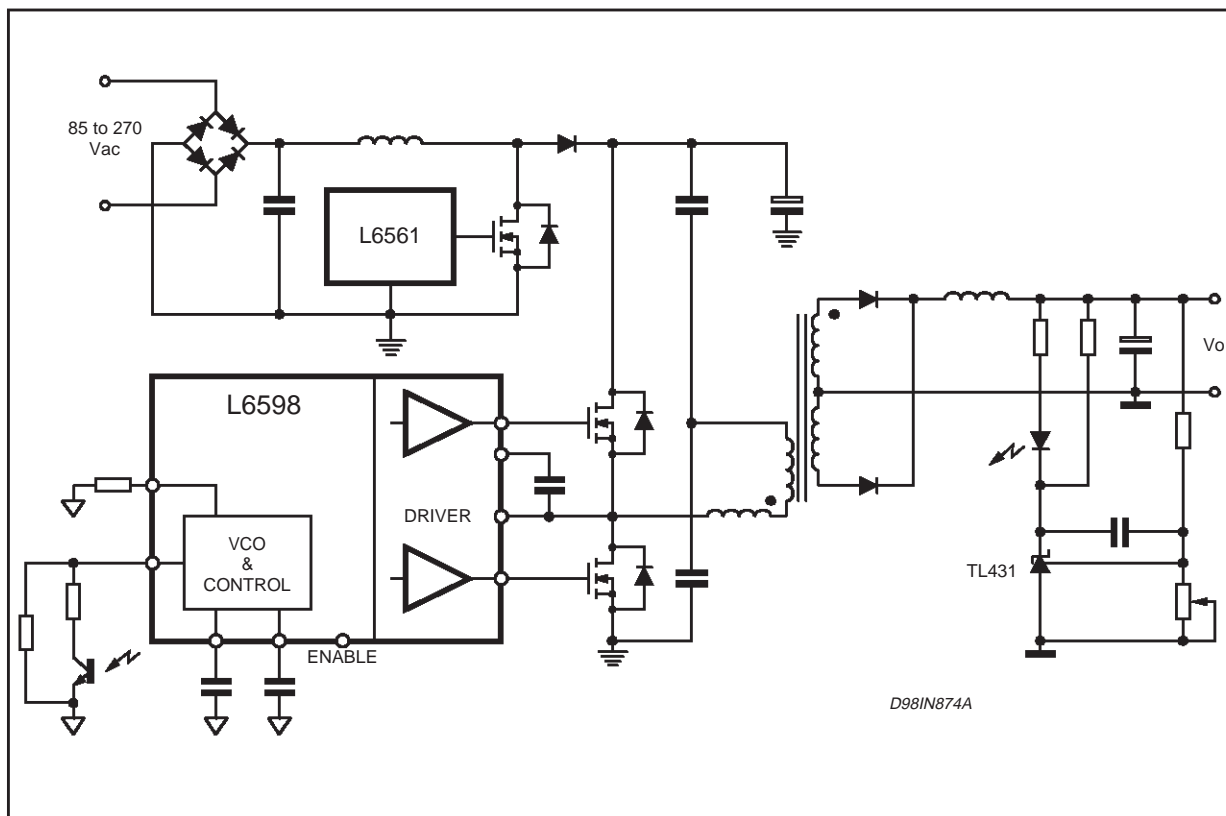 85 to 270
Vac
L6561
L6598
Vo
DRIVER
VCO
&
CONTROL
TL431
ENABLE
D98IN874A